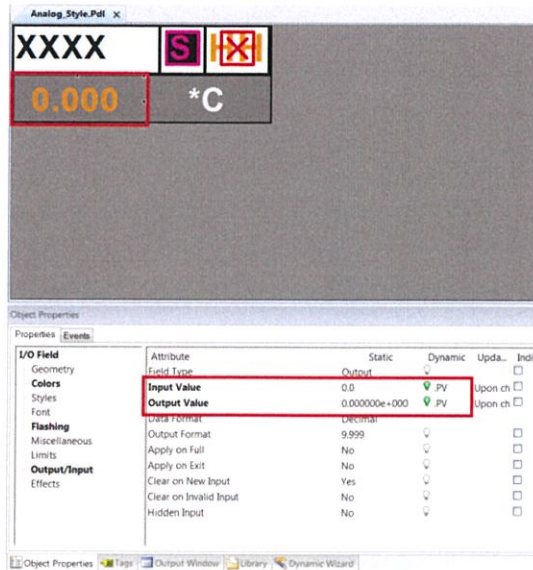 Analog_Style.Pdl x
XXXX S
0.000 *C
Object Properties
Properties Events
I/O Field Attribute Static Dynamic Upda... Indi
Geometry Field Type Output
Colors Input Value 0.0 .PV Upon ch
Styles Output Value 0.000000e+000 .PV Upon ch
Font Data Format Decimal
Flashing Output Format 9.999
Miscellaneous Apply on Full No
Limits Apply on Exit No
Output/Input Clear on New Input Yes
Effects Clear on Invalid Input No
Hidden Input No
Object Properties Tags Output Window Library Dynamic Wizard